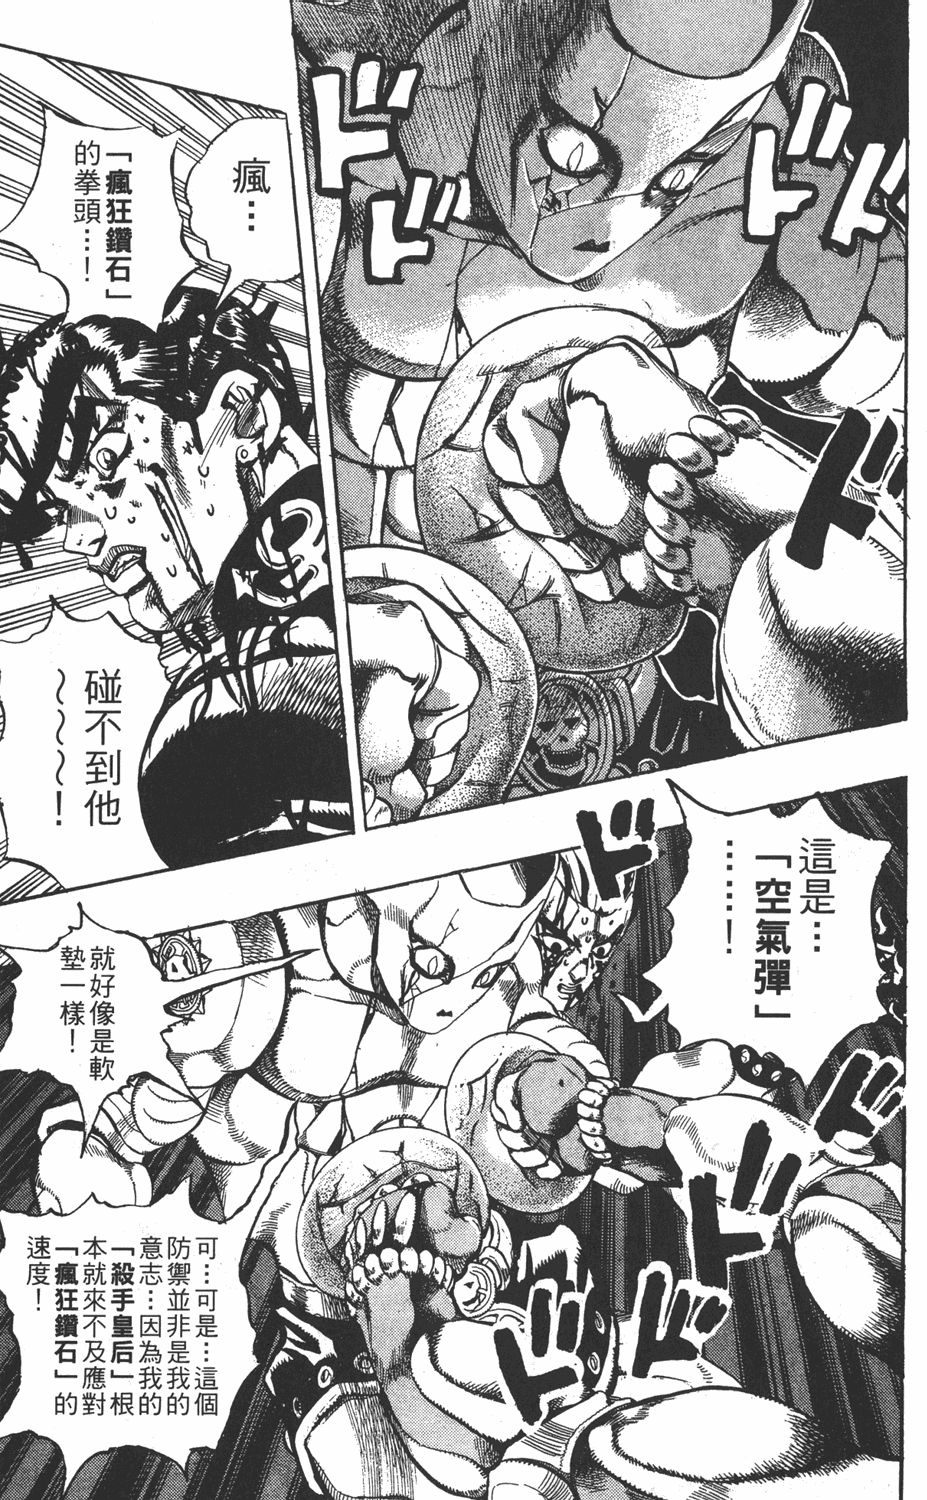 ドドド
ド
瘋…
「瘋狂鑽石」
的拳頭…!
碰不到他
~~~~!
ド
這是…
「空氣彈」
……!
就好像是軟
墊一樣!
ドドドド
可…可是…這個
防禦並非是我的
意志…因為我的
「殺手皇后」根
本就來不及應對
「瘋狂鑽石」的
速度!